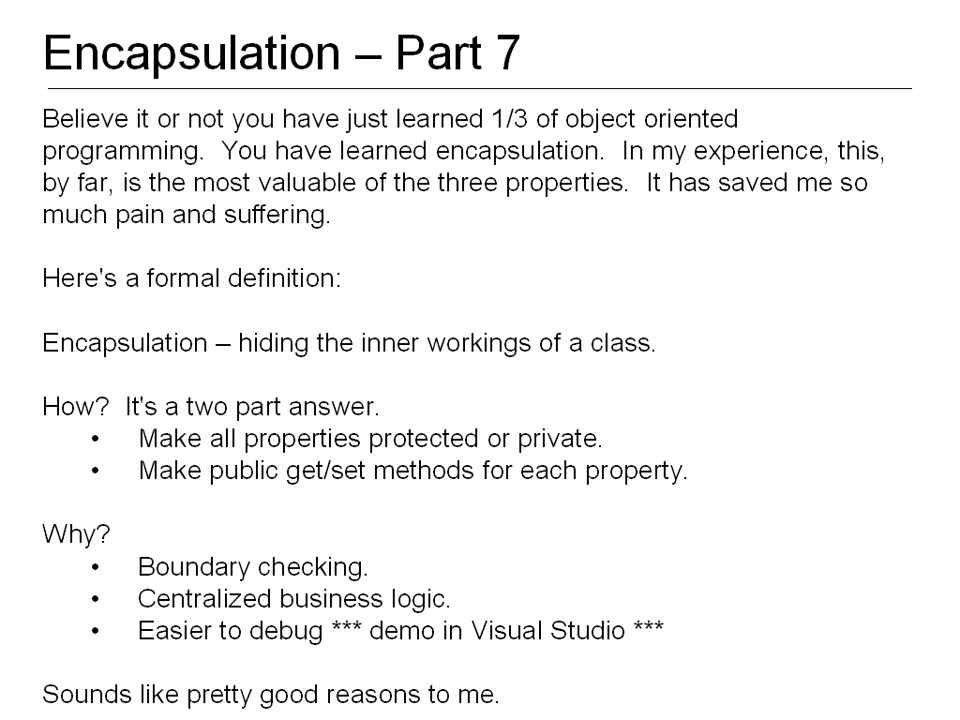 Encapsulation – Part 7
Believe it or not you have just learned 1/3 of object oriented
programming.  You have learned encapsulation.  In my experience, this,
by far, is the most valuable of the three properties.  It has saved me so
much pain and suffering.
Here's a formal definition:
Encapsulation – hiding the inner workings of a class.
How?  It's a two part answer.
• Make all properties protected or private.
• Make public get/set methods for each property.
Why?
• Boundary checking.
• Centralized business logic.
• Easier to debug *** demo in Visual Studio ***
Sounds like pretty good reasons to me.